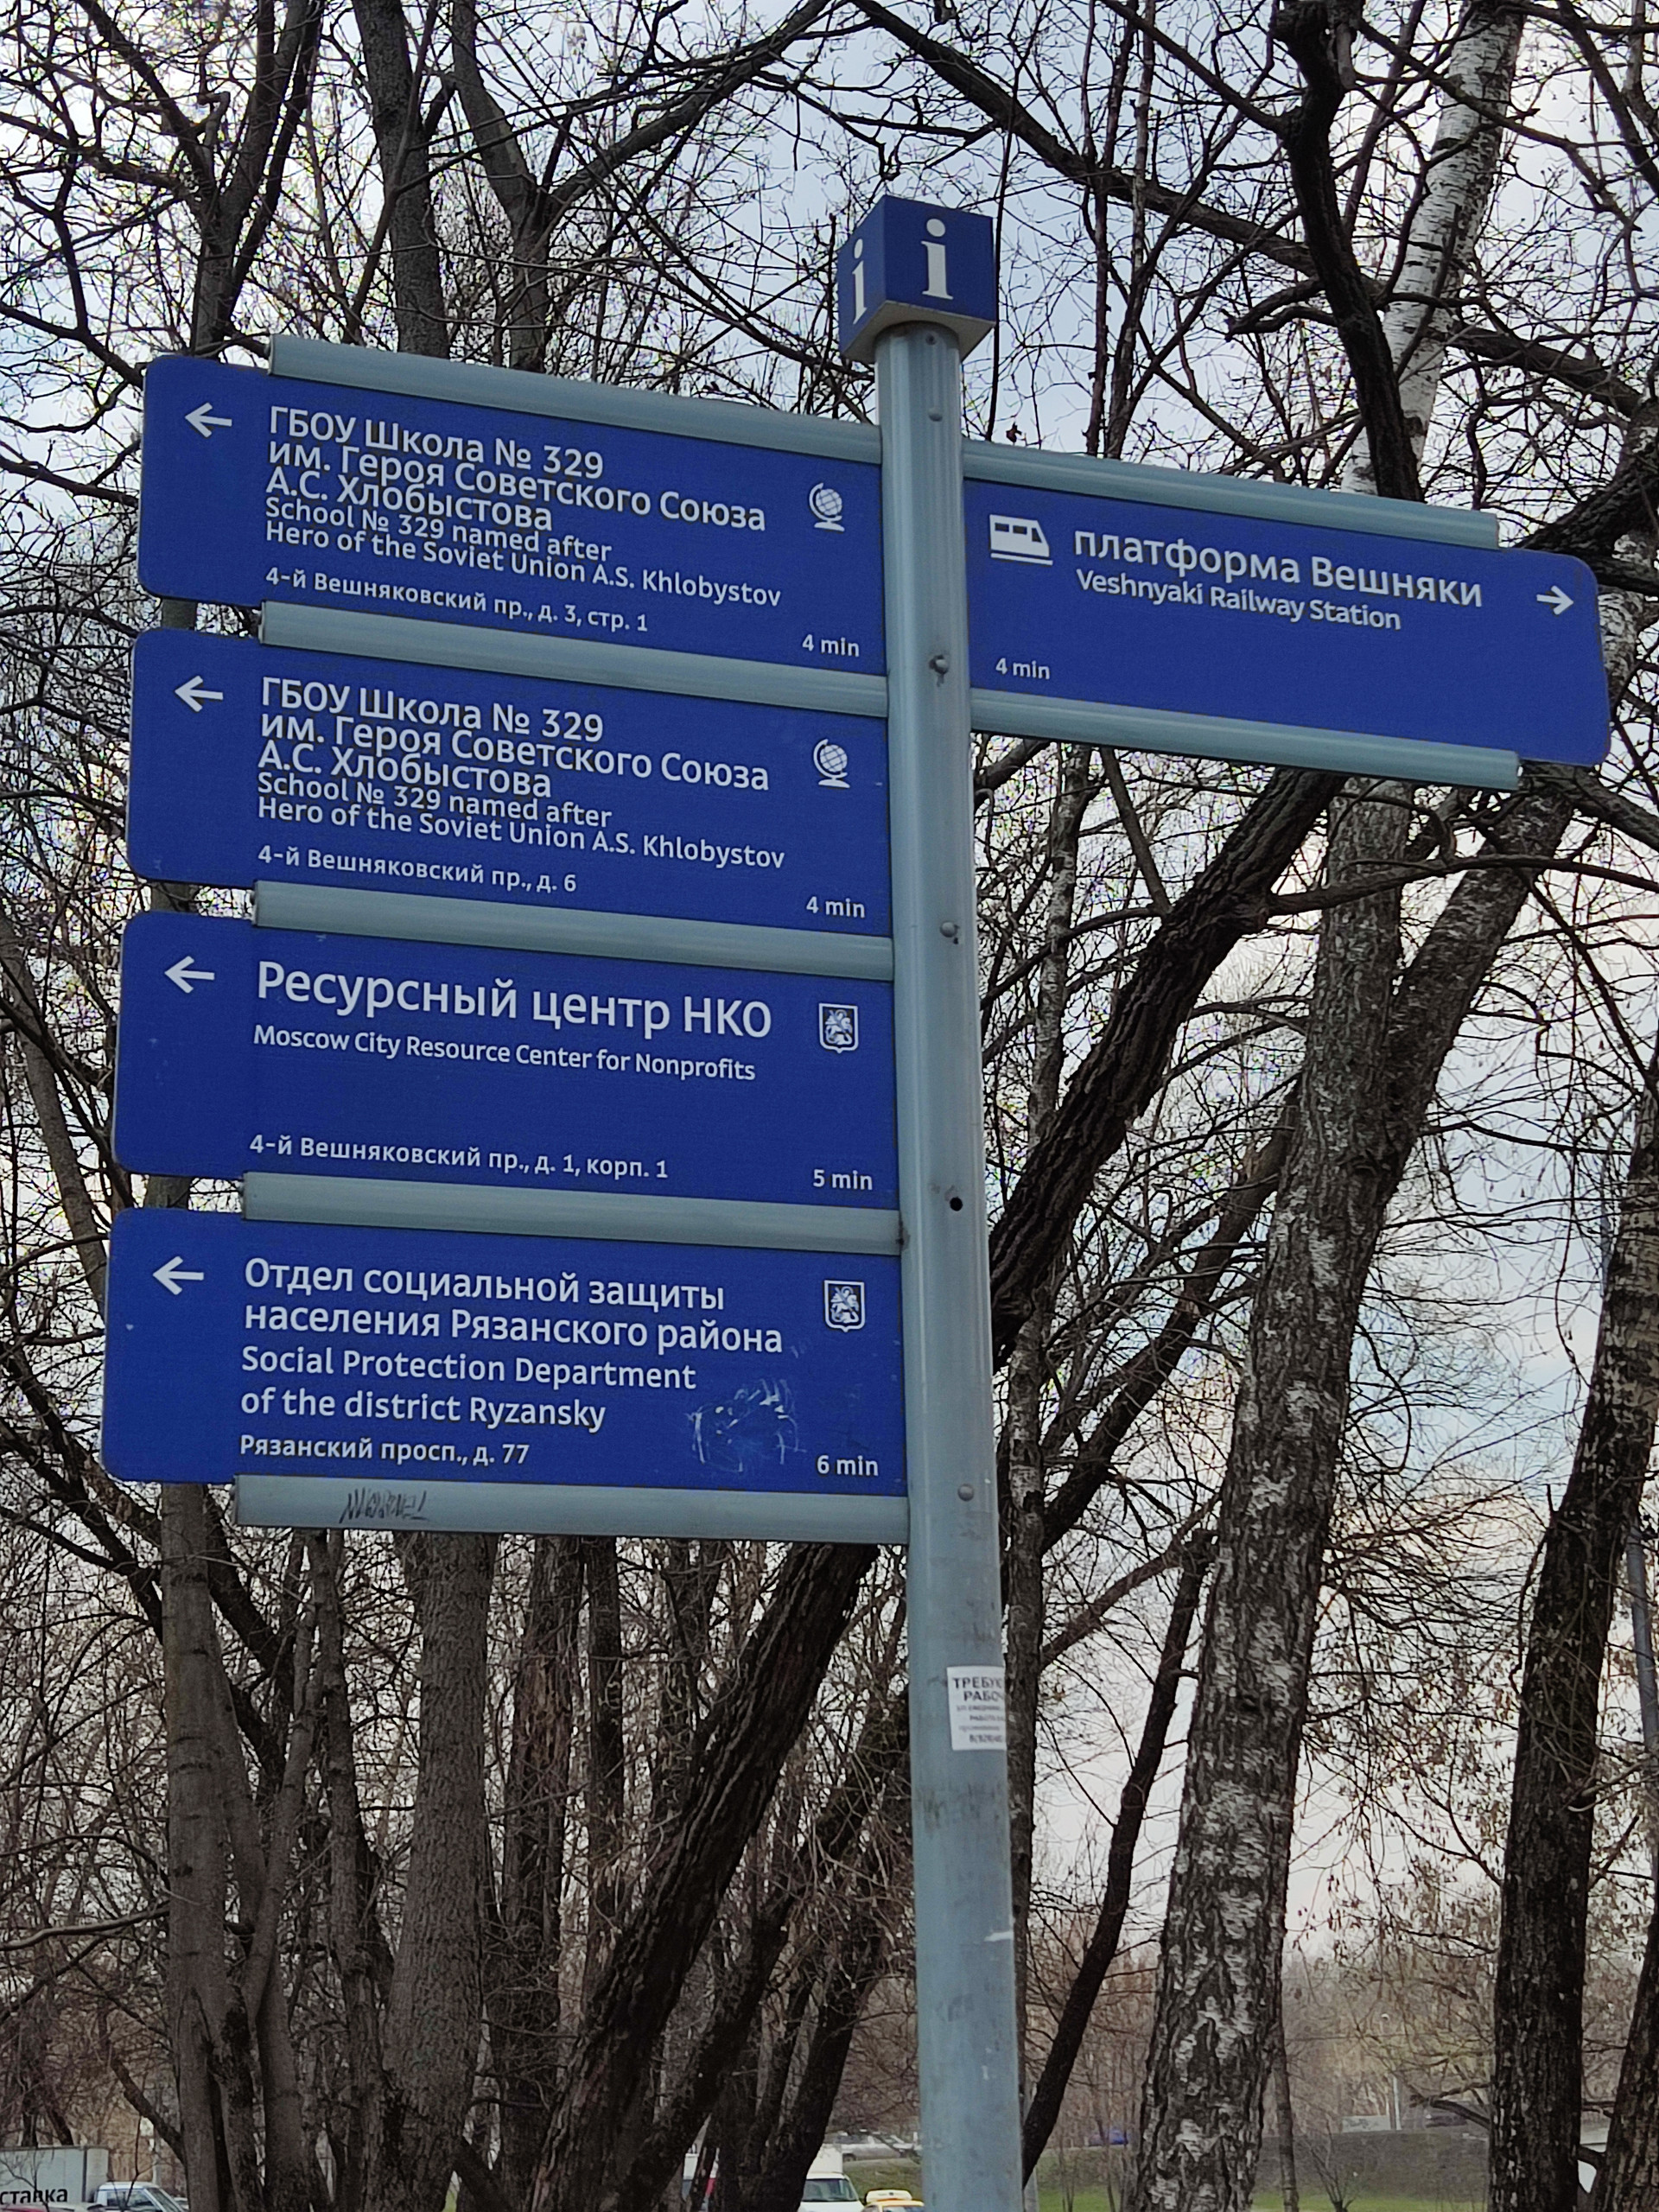 i i
ГБОУ Школа № 329
им. Героя Советского Союза
А.С. Хлобыстова
School № 329 named after
Hero of the Soviet Union A.S. Khlobystov
4-й Вешняковский пр., д. 3, стр. 1
4 min
платформа Вешняки
Veshnyaki Railway Station
4 min
ГБОУ Школа № 329
им. Героя Советского Союза
А.С. Хлобыстова
School № 329 named after
Hero of the Soviet Union A.S. Khlobystov
4-й Вешняковский пр., д. 6
4 min
Ресурсный центр НКО
Moscow City Resource Center for Nonprofits
4-й Вешняковский пр., д. 1, корп. 1
5 min
Отдел социальной защиты
населения Рязанского района
Social Protection Department
of the district Ryzansky
Рязанский просп., д. 77
6 min
ТРЕБУЮ
РАБОЧ
ставка